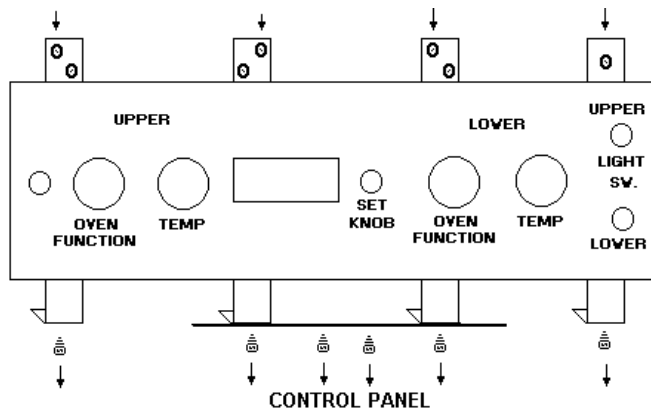 UPPER
LOWER
UPPER
LIGHT
SW.
OVEN
FUNCTION
TEMP
SET
KNOB
OVEN
FUNCTION
TEMP
LOWER
CONTROL PANEL